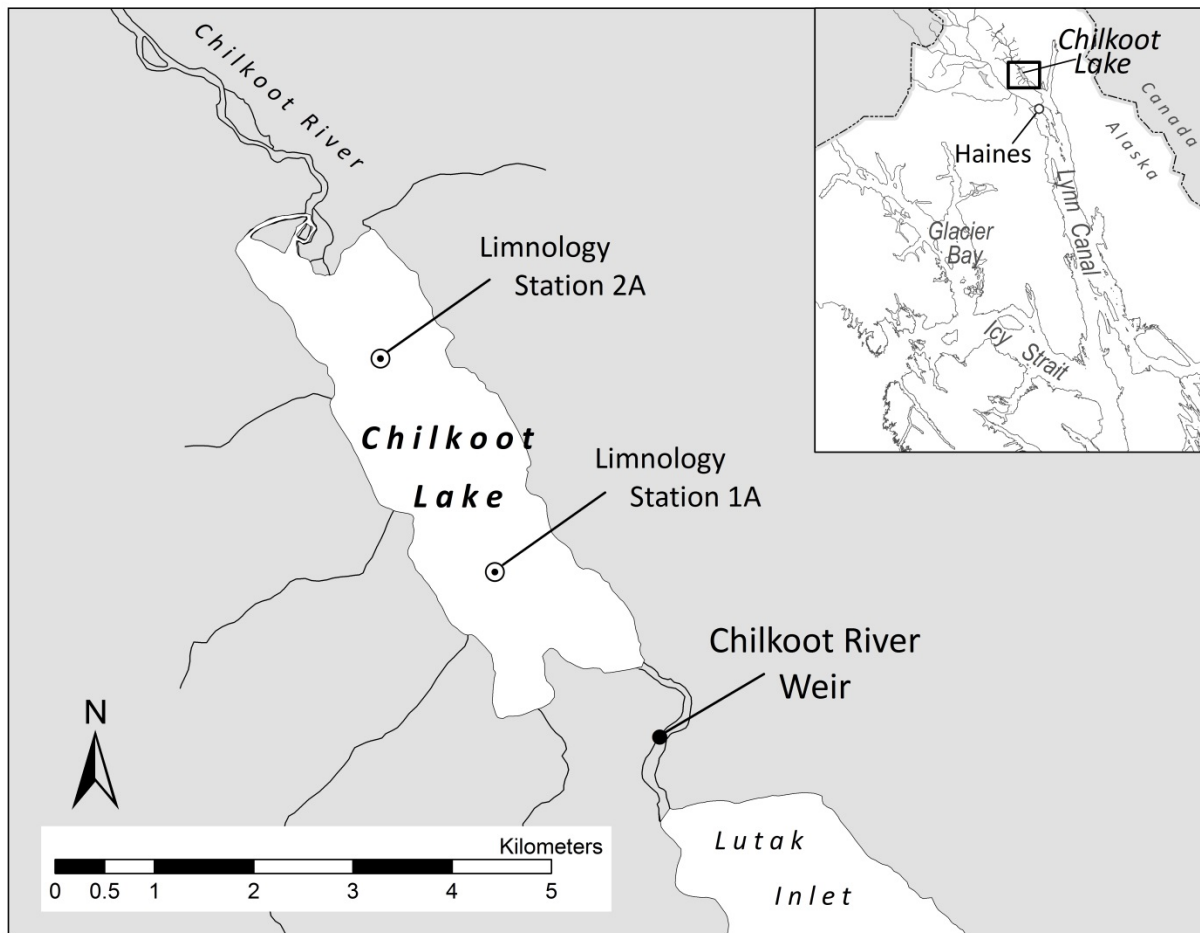 Chilkoot River
Limnology
Station 2A
Chilkoot
Lake
Limnology
Station 1A
Chilkoot River
Weir
Lutak
Inlet
N
Kilometers
0 0.5 1 2 3 4 5
Chilkoot
Lake
Haines
Canada
Alaska
Lynn Canal
Glacier
Bay
Icy Strait